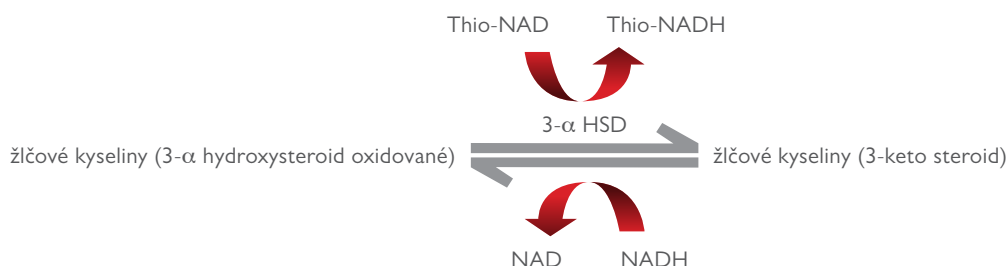 Thio-NAD Thio-NADH
3-α HSD
žlčové kyseliny (3-α hydroxysteroid oxidované) žlčové kyseliny (3-keto steroid)
NAD NADH